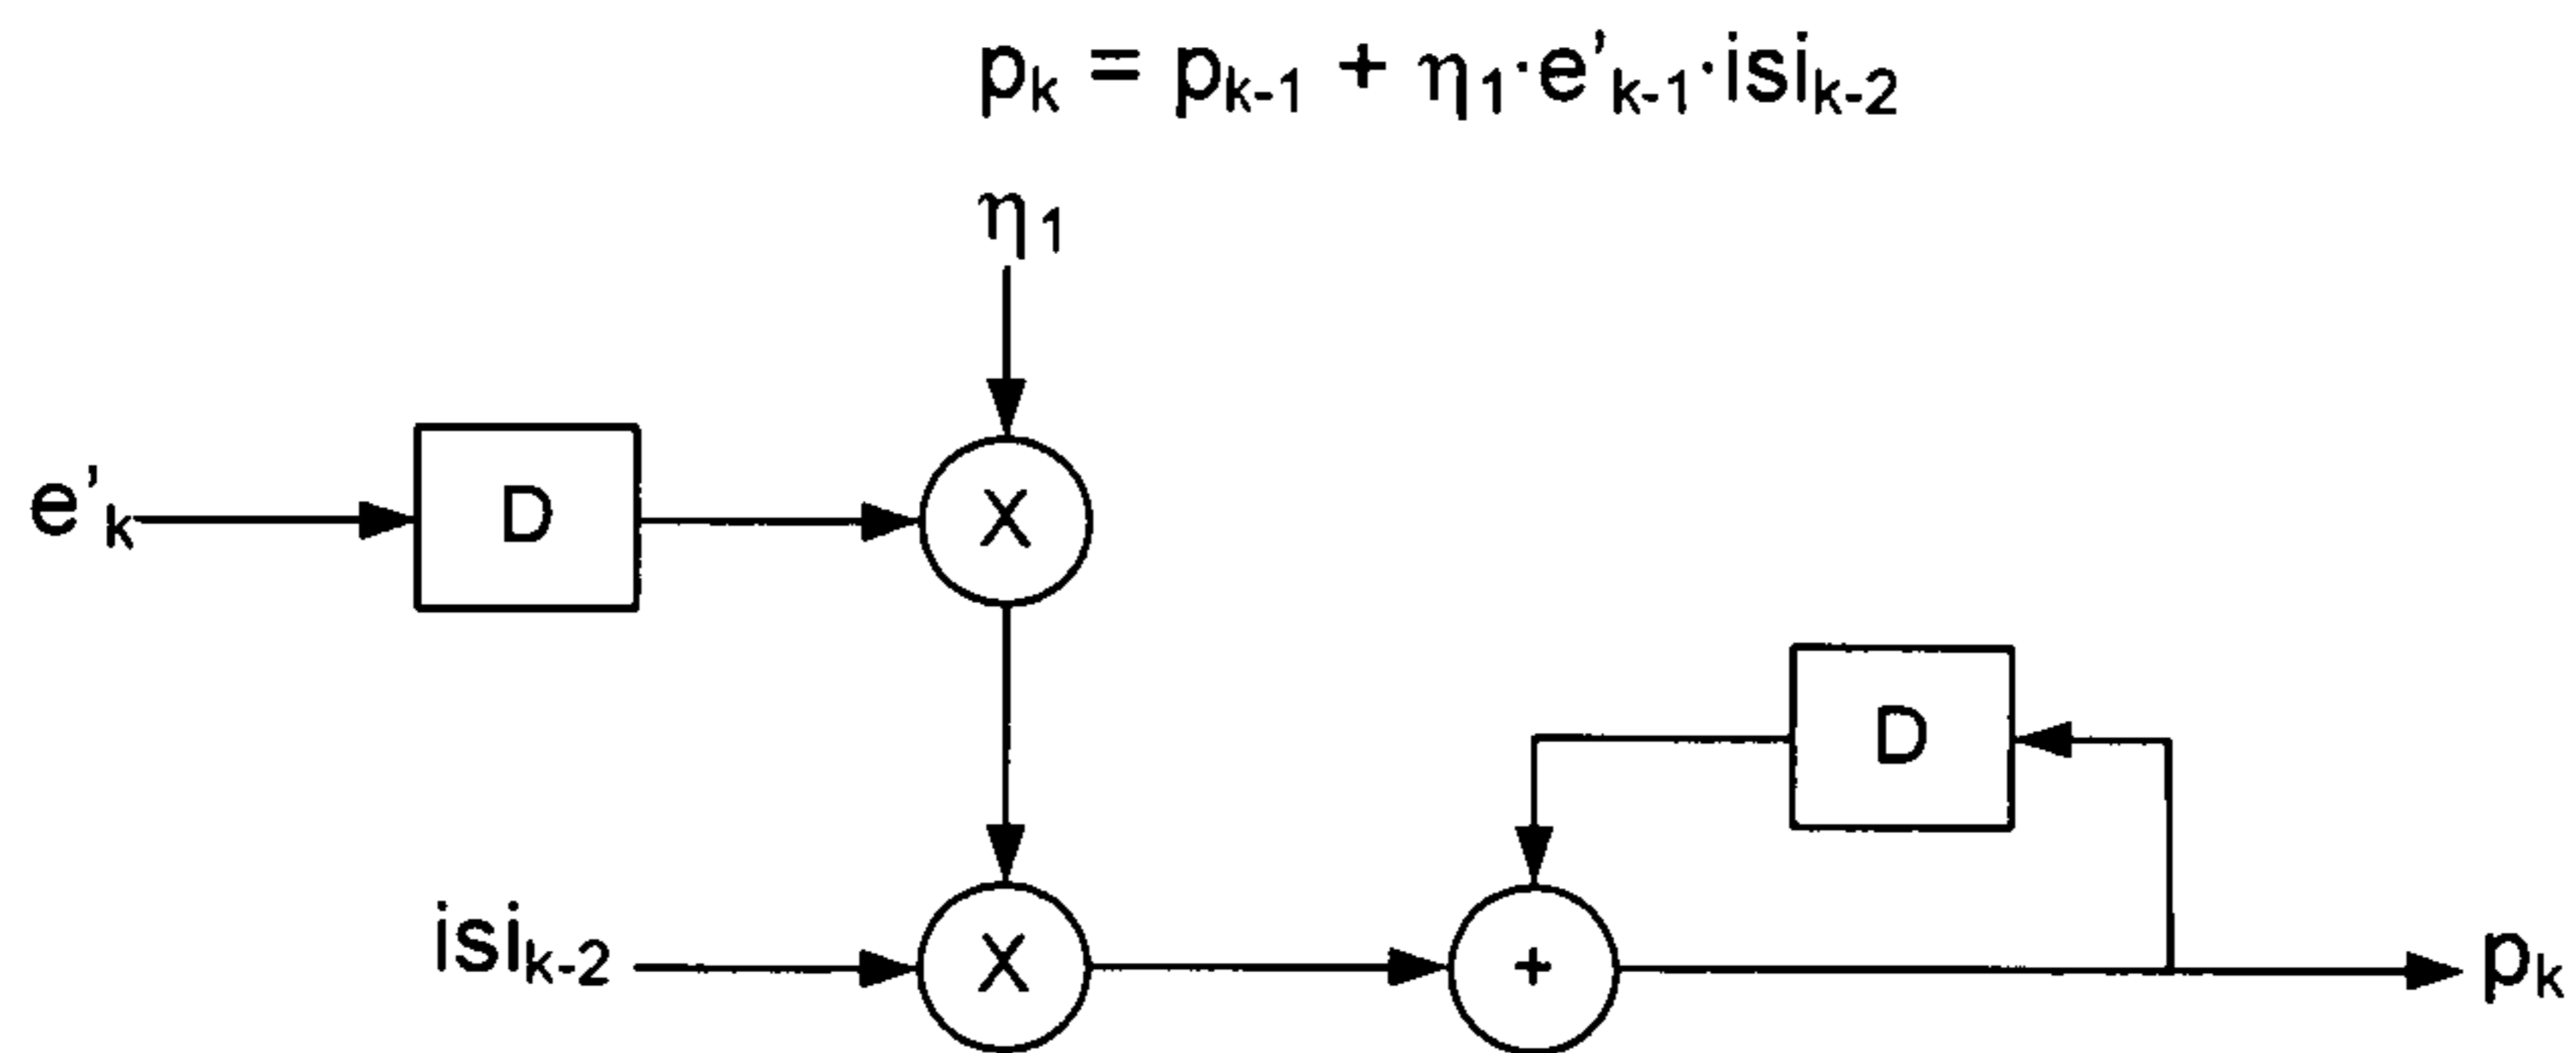 pₖ = pₖ₋₁ + η₁·e'ₖ₋₁·isiₖ₋₂
η₁
e'ₖ
D
X
D
isiₖ₋₂
X
+
pₖ